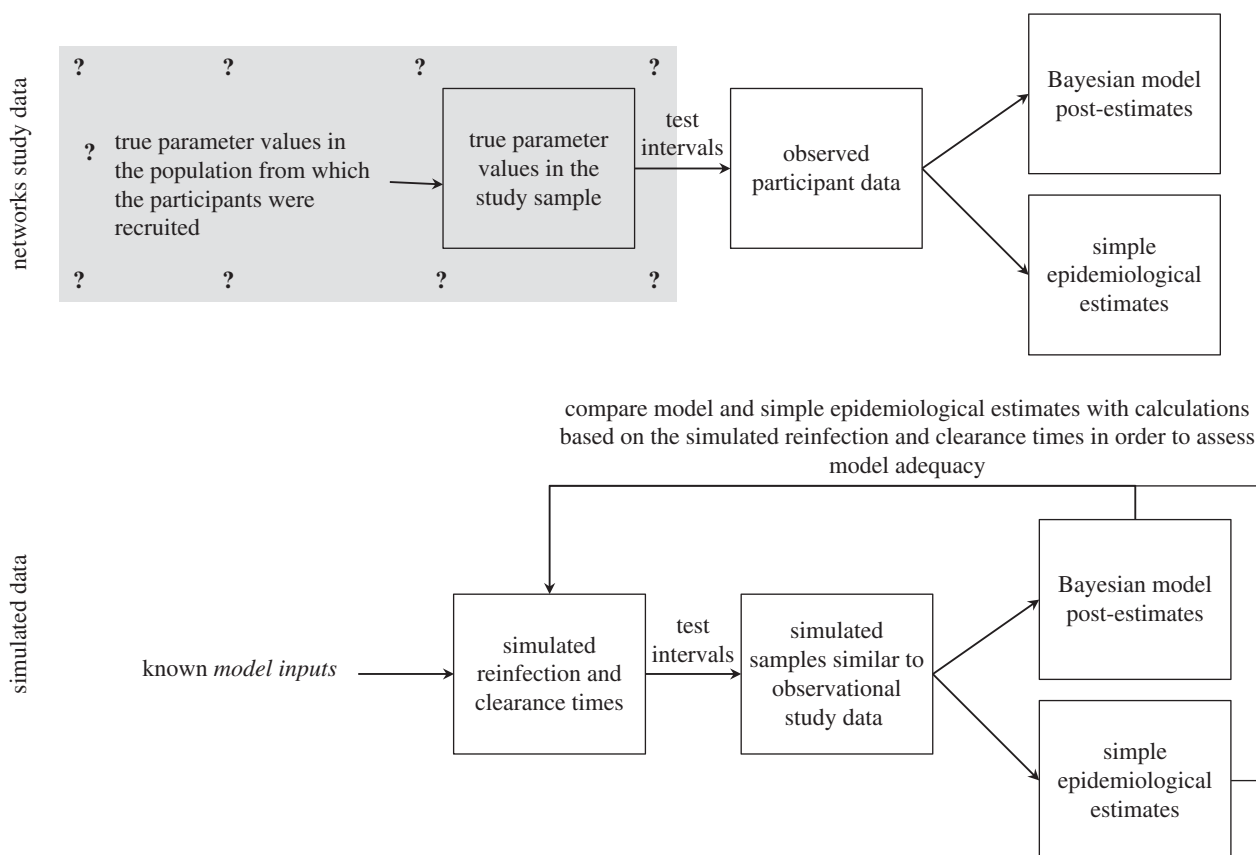 networks study data
? ? ? ?
?
true parameter values in
the population from which
the participants were
recruited
? ? ? ?
true parameter
values in the
study sample
test
intervals
observed
participant data
Bayesian model
post-estimates
simple
epidemiological
estimates
compare model and simple epidemiological estimates with calculations
based on the simulated reinfection and clearance times in order to assess
model adequacy
simulated data
known model inputs
simulated
reinfection and
clearance times
test
intervals
simulated
samples similar to
observational
study data
Bayesian model
post-estimates
simple
epidemiological
estimates